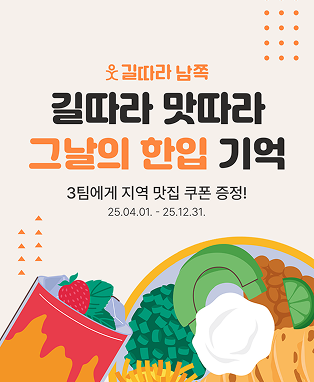 길따라 남쪽
길따라 맛따라
그날의 한입 기억
3팀에게 지역 맛집 쿠폰 증정!
25.04.01. - 25.12.31.